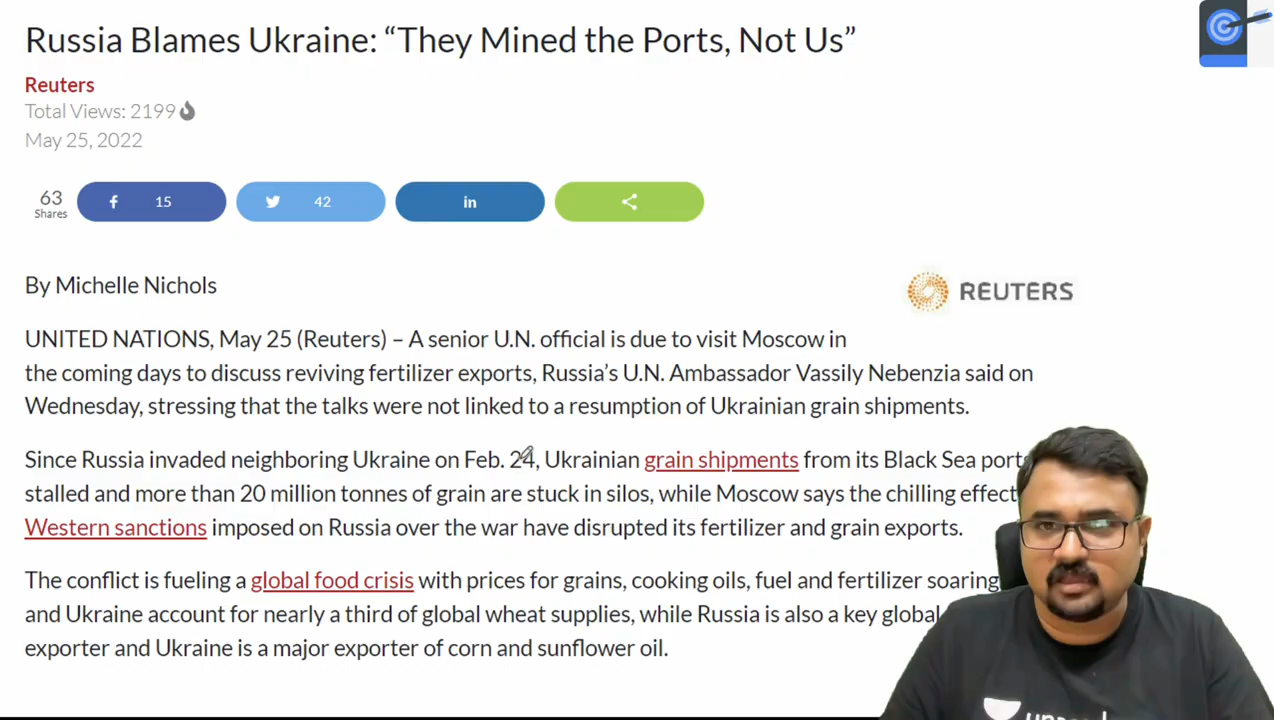 Russia Blames Ukraine: “They Mined the Ports, Not Us”
Reuters
Total Views: 2199
May 25, 2022
63
Shares
15
42
in
By Michelle Nichols
REUTERS
UNITED NATIONS, May 25 (Reuters) – A senior U.N. official is due to visit Moscow in
the coming days to discuss reviving fertilizer exports, Russia’s U.N. Ambassador Vassily Nebenzia said on
Wednesday, stressing that the talks were not linked to a resumption of Ukrainian grain shipments.
Since Russia invaded neighboring Ukraine on Feb. 24, Ukrainian grain shipments from its Black Sea ports
stalled and more than 20 million tonnes of grain are stuck in silos, while Moscow says the chilling effect
Western sanctions imposed on Russia over the war have disrupted its fertilizer and grain exports.
The conflict is fueling a global food crisis with prices for grains, cooking oils, fuel and fertilizer soaring
and Ukraine account for nearly a third of global wheat supplies, while Russia is also a key global
exporter and Ukraine is a major exporter of corn and sunflower oil.